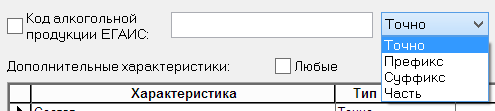 Код алкогольной
продукции ЕГАИС:
Точно
Точно
Префикс
Суффикс
Часть
Дополнительные характеристики:
Любые
Характеристика
Тип